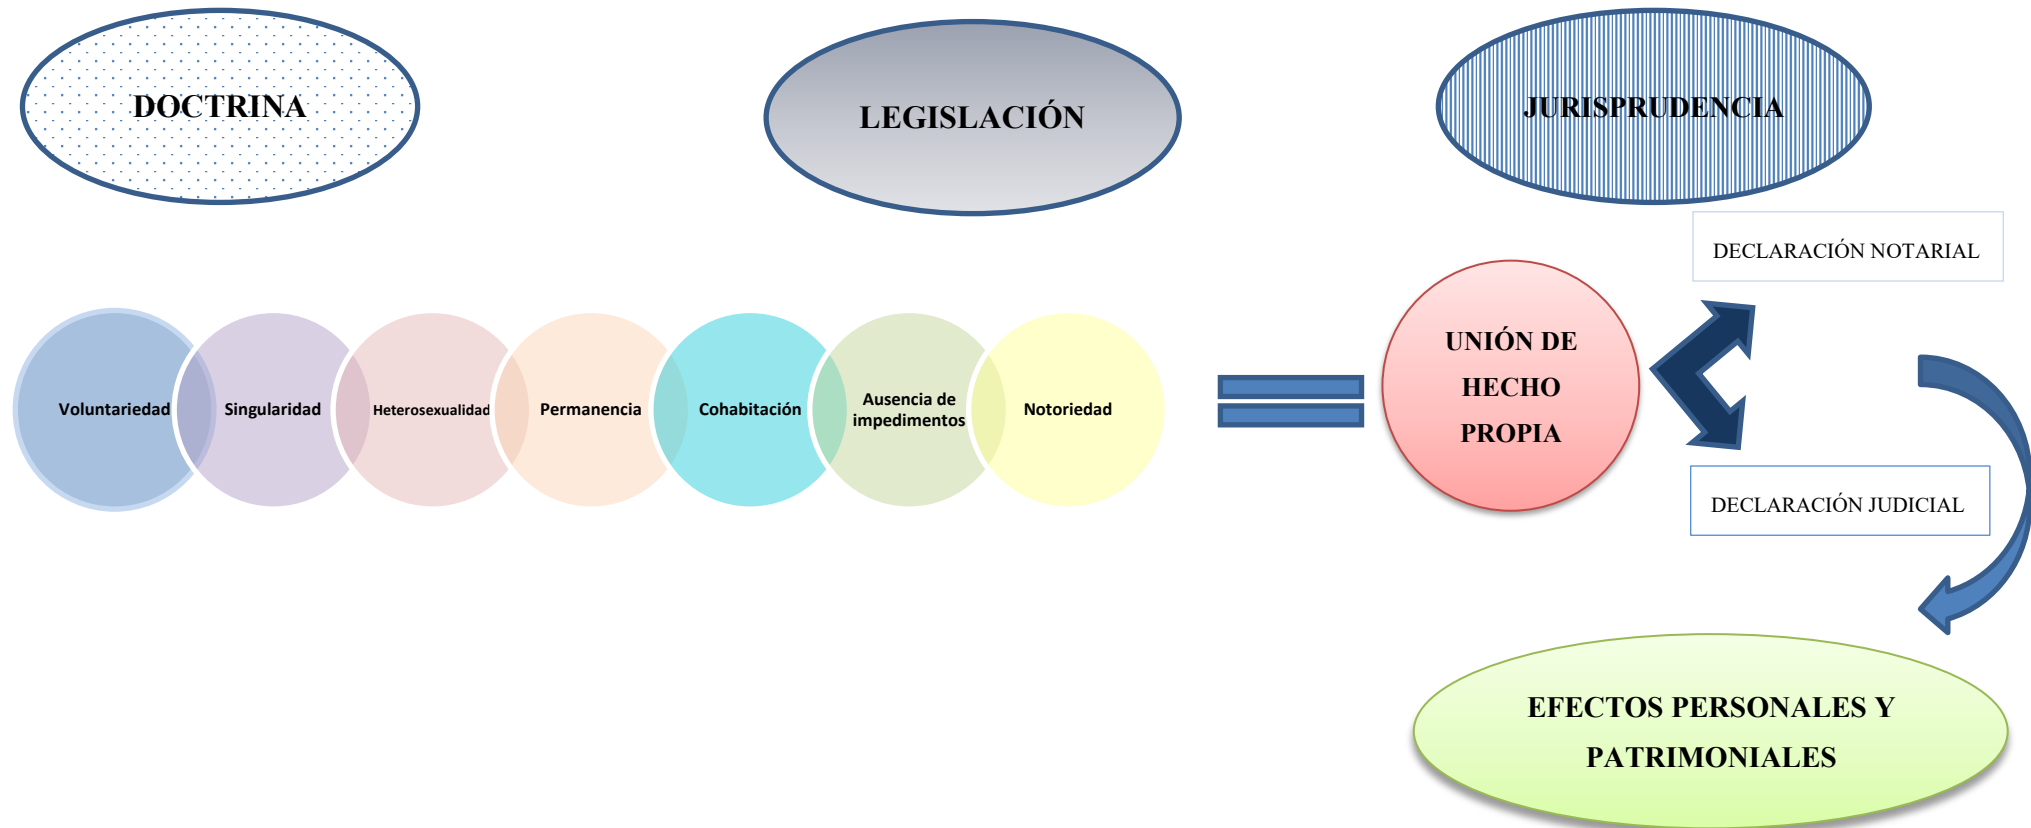 DOCTRINA
LEGISLACIÓN
JURISPRUDENCIA
DECLARACIÓN NOTARIAL
Voluntariedad
Singularidad
Heterosexualidad
Permanencia
Cohabitación
Ausencia de
impedimentos
Notoriedad
UNIÓN DE
HECHO
PROPIA
DECLARACIÓN JUDICIAL
EFECTOS PERSONALES Y
PATRIMONIALES